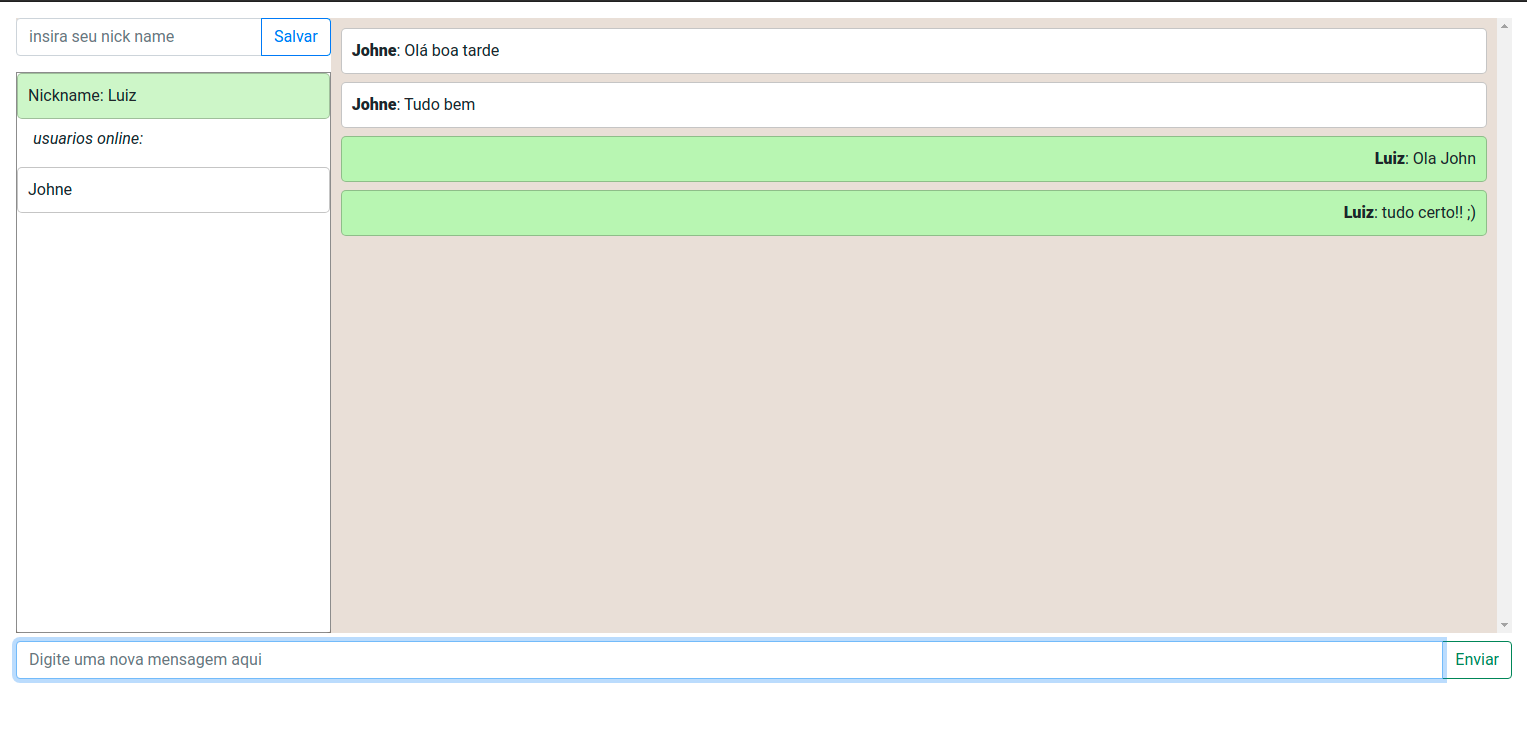 insira seu nick name
Salvar
Nickname: Luiz
usuarios online:
Johne
Johne: Olá boa tarde
Johne: Tudo bem
Luiz: Ola John
Luiz: tudo certo!! ;)
Digite uma nova mensagem aqui
Enviar